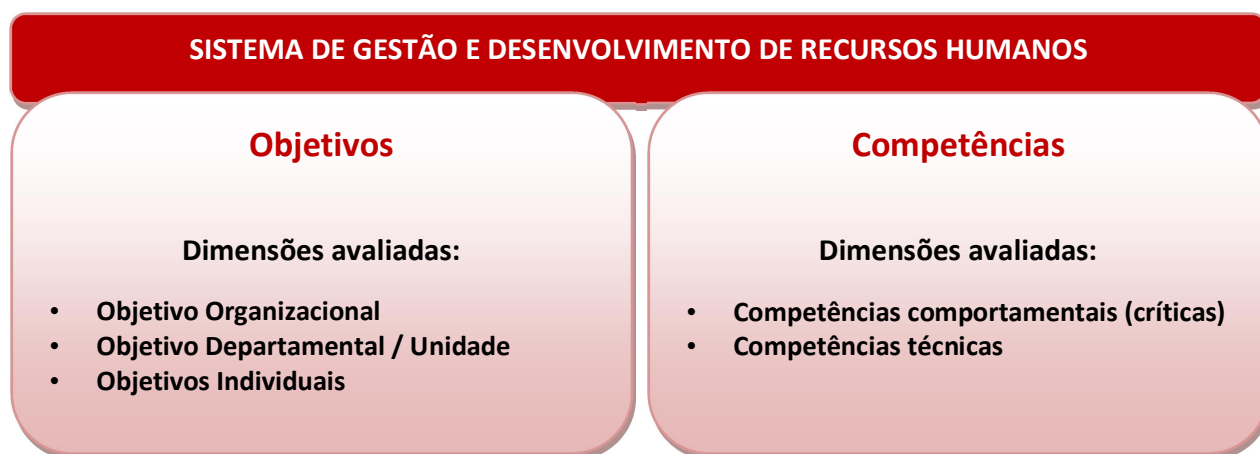 SISTEMA DE GESTÃO E DESENVOLVIMENTO DE RECURSOS HUMANOS
Objetivos
Dimensões avaliadas:
• Objetivo Organizacional
• Objetivo Departamental / Unidade
• Objetivos Individuais
Competências
Dimensões avaliadas:
• Competências comportamentais (críticas)
• Competências técnicas